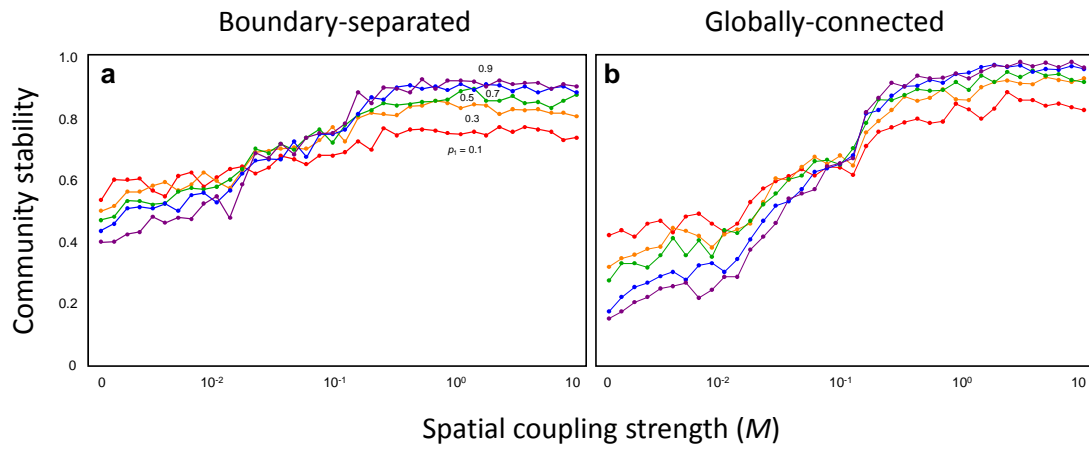 Boundary-separated
Globally-connected
Community stability
1.0
0.8
0.6
0.4
0.2
0
a
0.9
0.7
0.5
0.3
p₁ = 0.1
b
0
10⁻²
10⁻¹
10⁰
10
0
10⁻²
10⁻¹
10⁰
10
Spatial coupling strength (M)